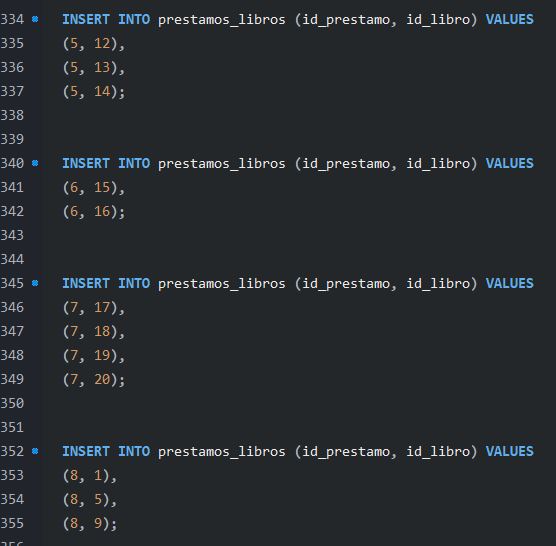 334 INSERT INTO prestamos_libros (id_prestamo, id_libro) VALUES
335 (5, 12),
336 (5, 13),
337 (5, 14);
338
339
340 INSERT INTO prestamos_libros (id_prestamo, id_libro) VALUES
341 (6, 15),
342 (6, 16);
343
344
345 INSERT INTO prestamos_libros (id_prestamo, id_libro) VALUES
346 (7, 17),
347 (7, 18),
348 (7, 19),
349 (7, 20);
350
351
352 INSERT INTO prestamos_libros (id_prestamo, id_libro) VALUES
353 (8, 1),
354 (8, 5),
355 (8, 9);